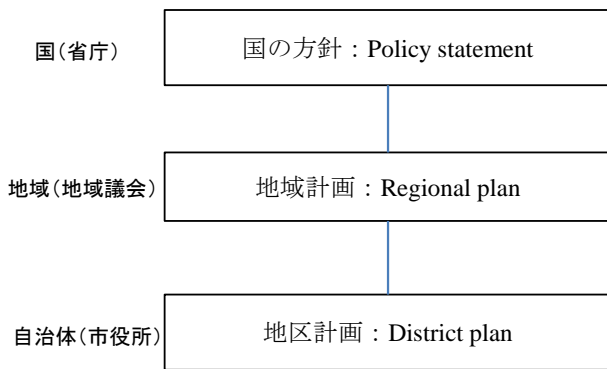 国（省庁）
国の方針：Policy statement
地域（地域議会）
地域計画：Regional plan
自治体（市役所）
地区計画：District plan